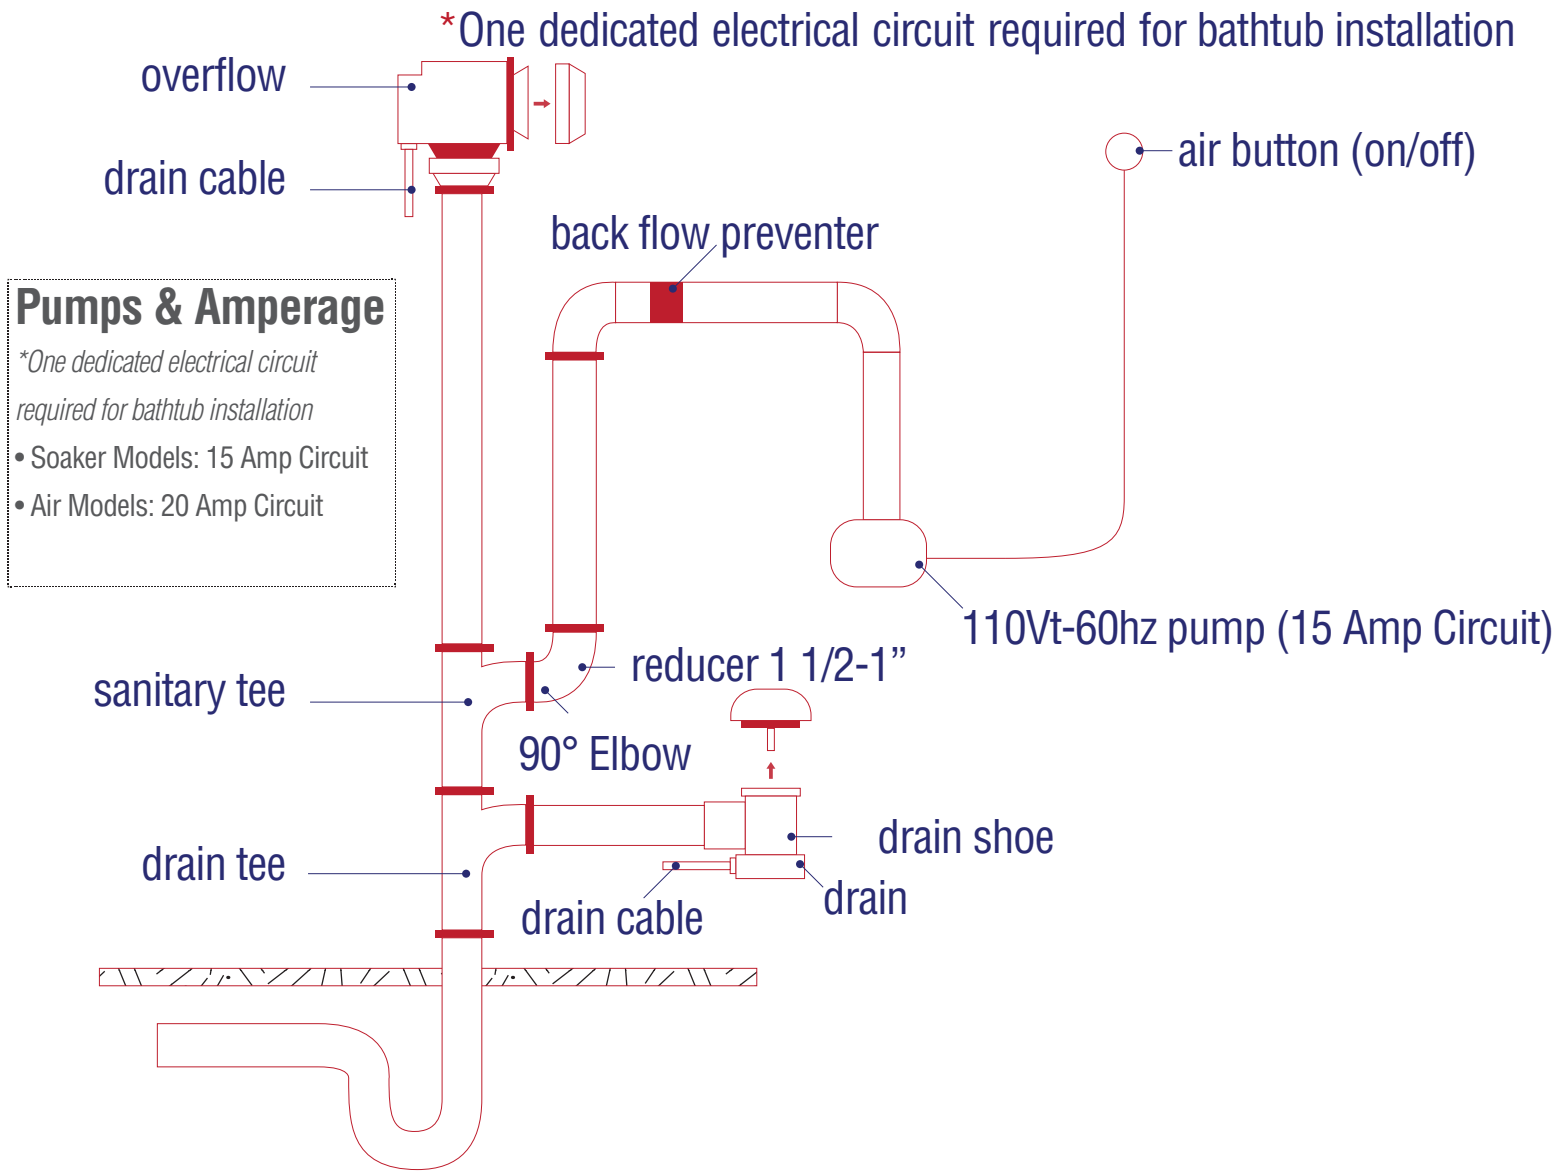 *One dedicated electrical circuit required for bathtub installation
overflow
drain cable
air button (on/off)
back flow preventer
Pumps & Amperage
*One dedicated electrical circuit
required for bathtub installation
• Soaker Models: 15 Amp Circuit
• Air Models: 20 Amp Circuit
110Vt-60hz pump (15 Amp Circuit)
reducer 1 1/2-1”
sanitary tee
90° Elbow
drain shoe
drain tee
drain
drain cable